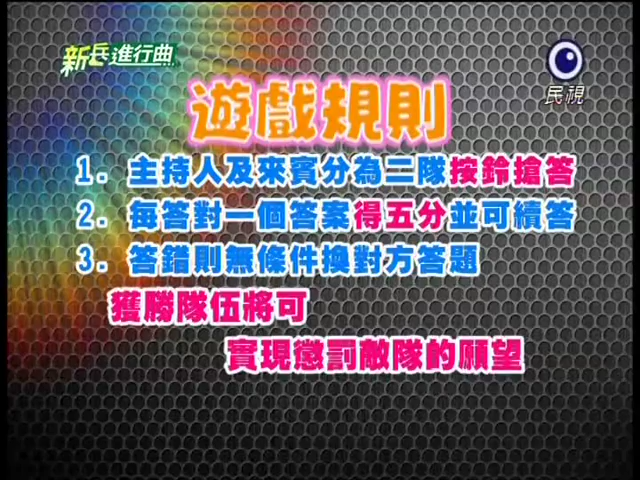 新兵進行曲
民視
遊戲規則
1. 主持人及來賓分為二隊按鈴搶答
2. 每答對一個答案得五分並可續答
3. 答錯則無條件換對方答題
獲勝隊伍將可
實現懲罰敵隊的願望